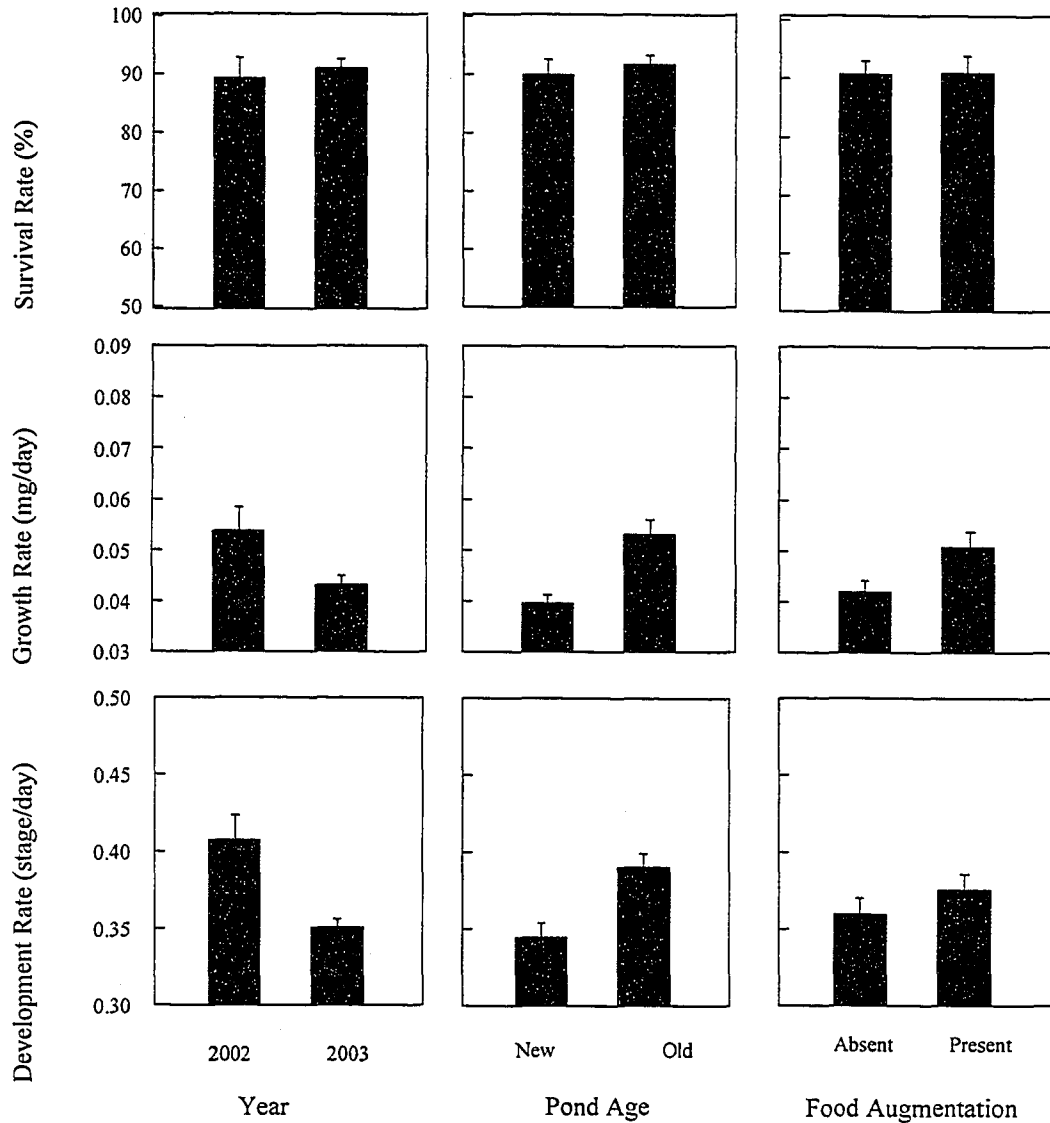 Survival Rate (%)
100
90
80
70
60
50
Growth Rate (mg/day)
0.09
0.08
0.07
0.06
0.05
0.04
0.03
Development Rate (stage/day)
0.50
0.45
0.40
0.35
0.30
2002 2003
New Old
Absent Present
Year
Pond Age
Food Augmentation